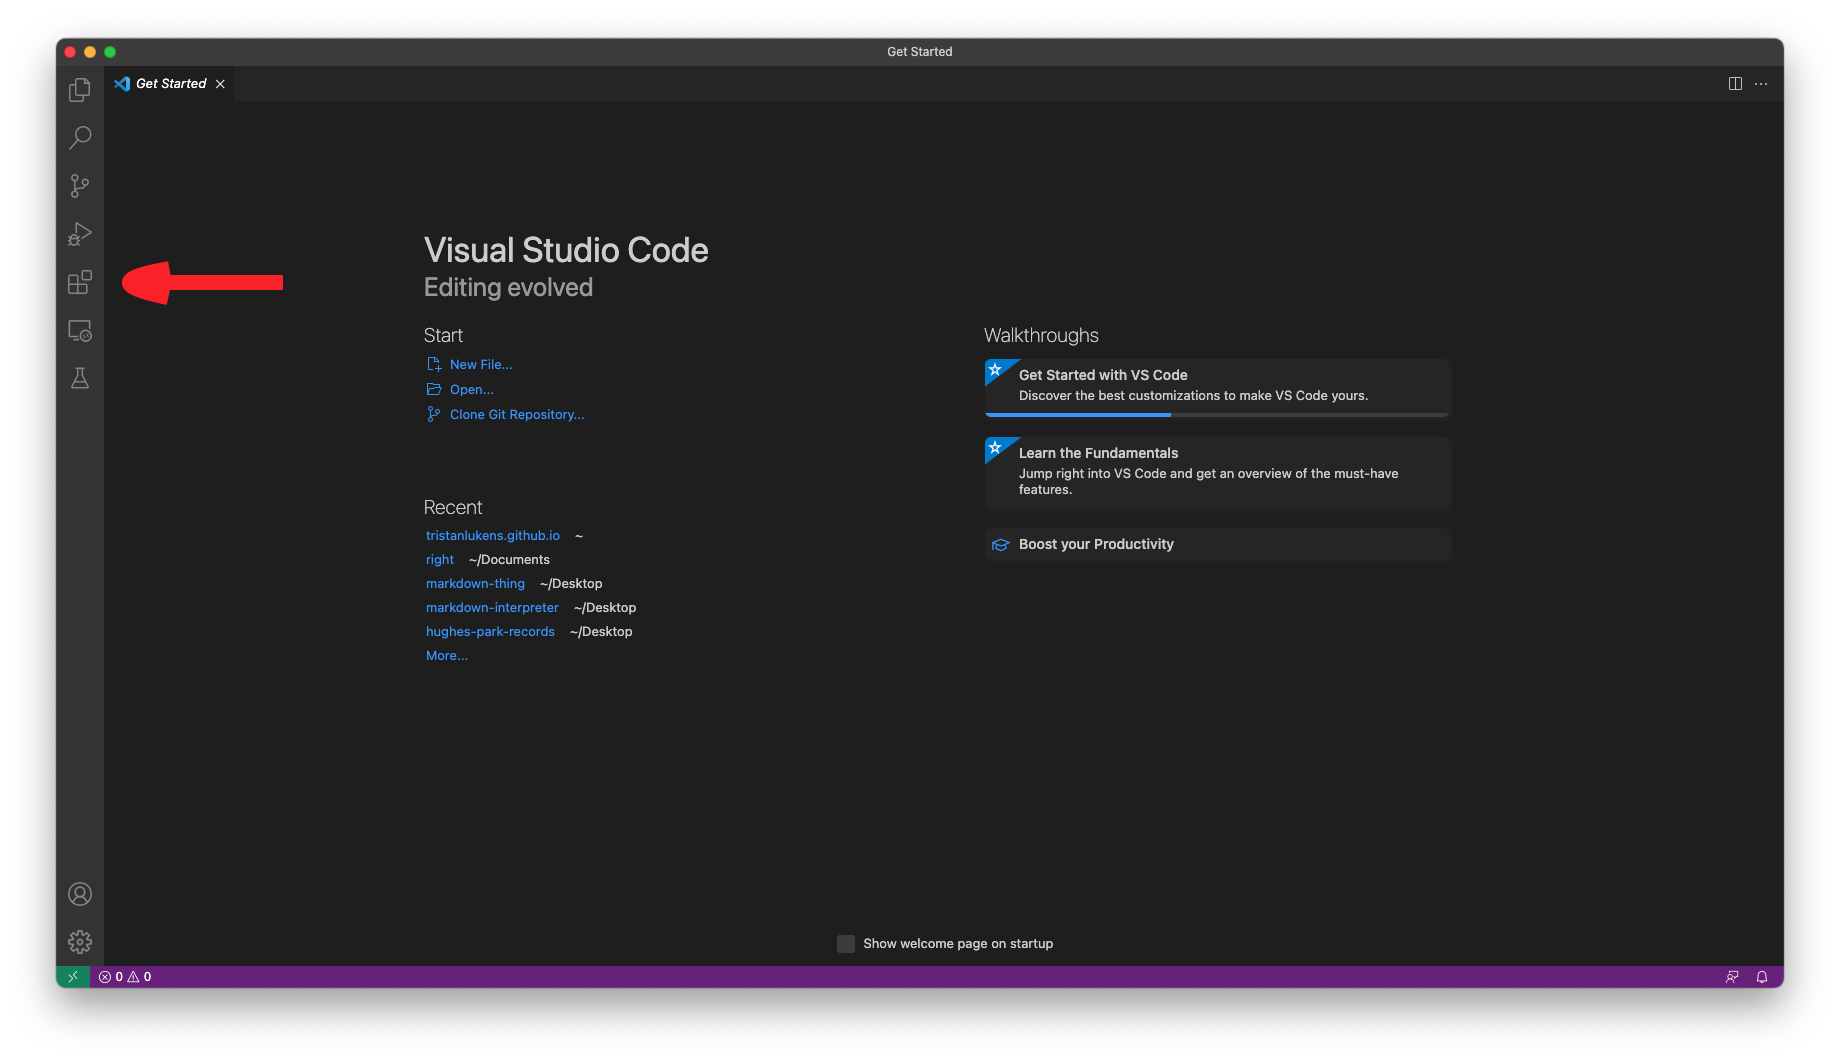 Get Started
Get Started
Visual Studio Code
Editing evolved
Start
New File...
Open...
Clone Git Repository...
Recent
tristanlukens.github.io ~
right ~/Documents
markdown-thing ~/Desktop
markdown-interpreter ~/Desktop
hughes-park-records ~/Desktop
More...
Walkthroughs
Get Started with VS Code
Discover the best customizations to make VS Code yours.
Learn the Fundamentals
Jump right into VS Code and get an overview of the must-have
features.
Boost your Productivity
Show welcome page on startup
0 0